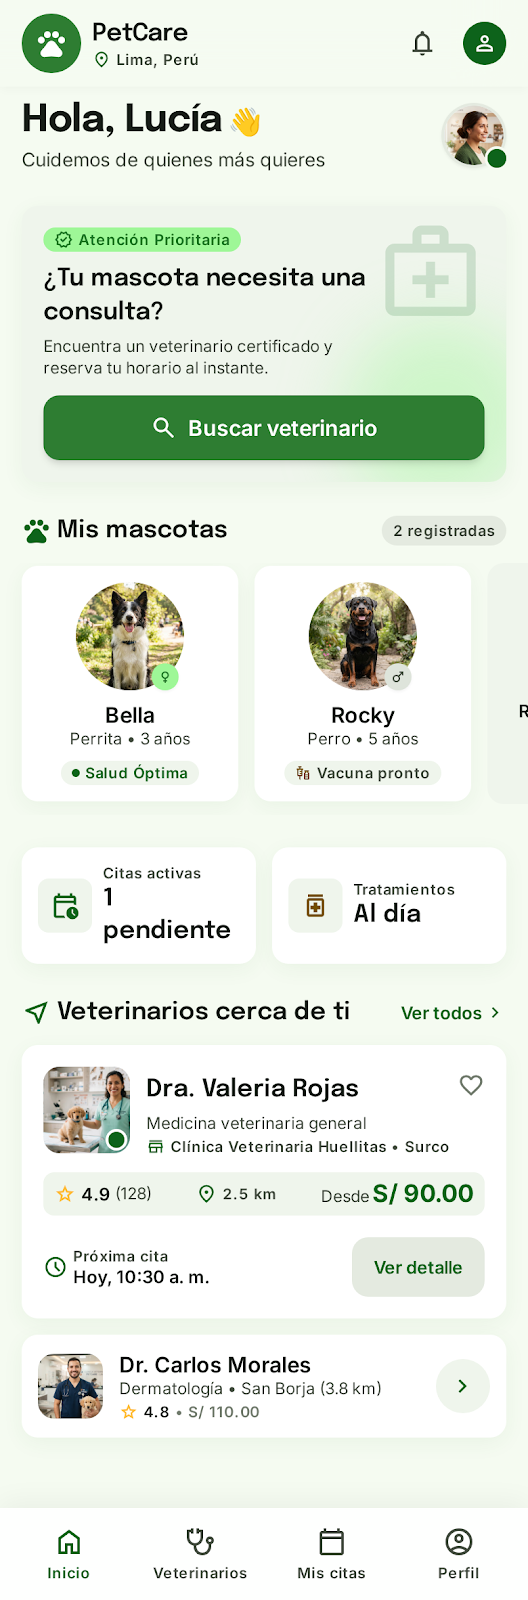 PetCare
Lima, Perú
Hola, Lucía 👋
Cuidemos de quienes más quieres
Atención Prioritaria
¿Tu mascota necesita una
consulta?
Encuentra un veterinario certificado y
reserva tu horario al instante.
Buscar veterinario
Mis mascotas
2 registradas
Bella
Perrita • 3 años
Salud Óptima
Rocky
Perro • 5 años
Vacuna pronto
R
Citas activas
1
pendiente
Tratamientos
Al día
Veterinarios cerca de ti
Ver todos
Dra. Valeria Rojas
Medicina veterinaria general
Clínica Veterinaria Huellitas • Surco
4.9 (128)
2.5 km
Desde S/ 90.00
Próxima cita
Hoy, 10:30 a. m.
Ver detalle
Dr. Carlos Morales
Dermatología • San Borja (3.8 km)
4.8 • S/ 110.00
Inicio
Veterinarios
Mis citas
Perfil